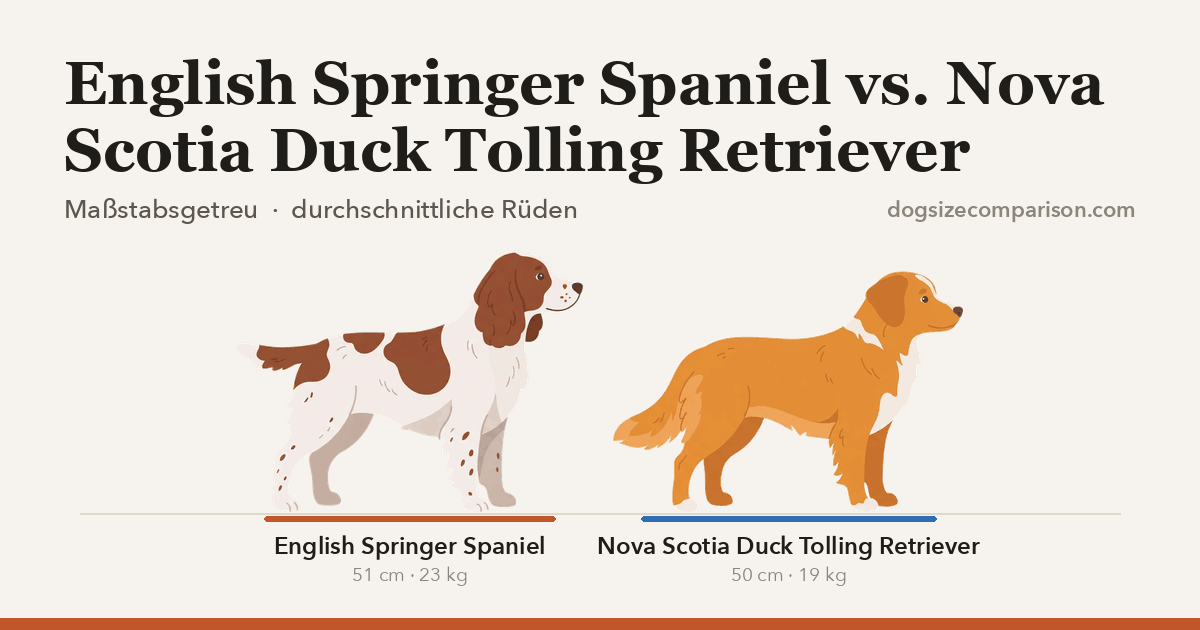 English Springer Spaniel vs. Nova
Scotia Duck Tolling Retriever
Maßstabsgetreu · durchschnittliche Rüden
dogsizecomparison.com
English Springer Spaniel
51 cm · 23 kg
Nova Scotia Duck Tolling Retriever
50 cm · 19 kg